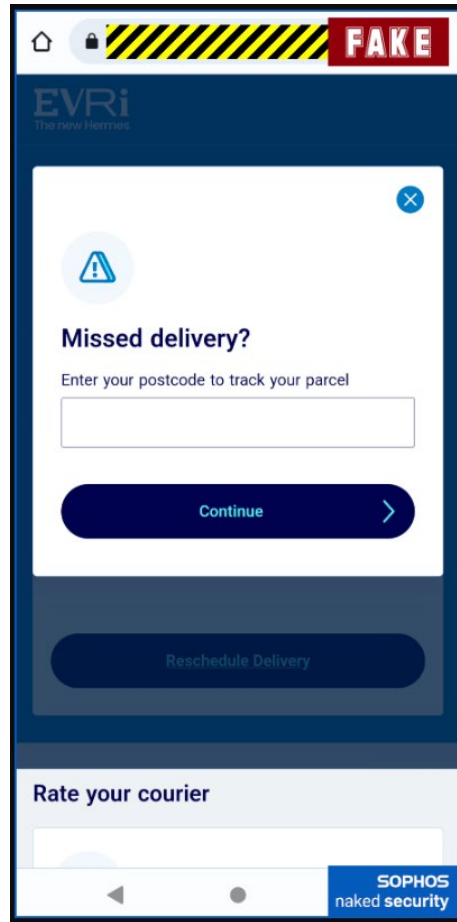 FAKE
EVRi
The new Hermes
Missed delivery?
Enter your postcode to track your parcel
Continue
Reschedule Delivery
Rate your courier
SOPHOS
naked security